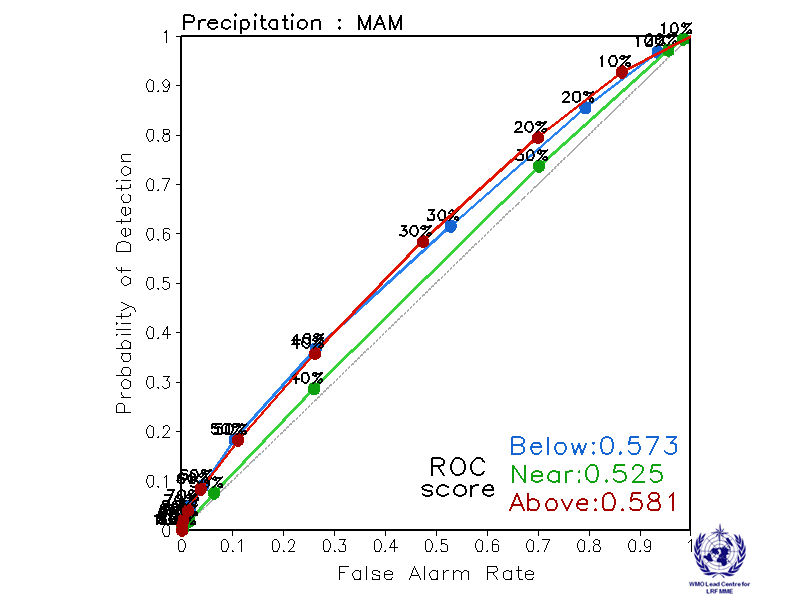 Precipitation : MAM
Probability of Detection
1
0.9
0.8
0.7
0.6
0.5
0.4
0.3
0.2
0.1
0
10%
10%
20%
20%
30%
30%
30%
40%
40%
50%
60%
70%
ROC
score
Below:0.573
Near:0.525
Above:0.581
0 0.1 0.2 0.3 0.4 0.5 0.6 0.7 0.8 0.9 1
False Alarm Rate
WMO Lead Centre for
LRF MME